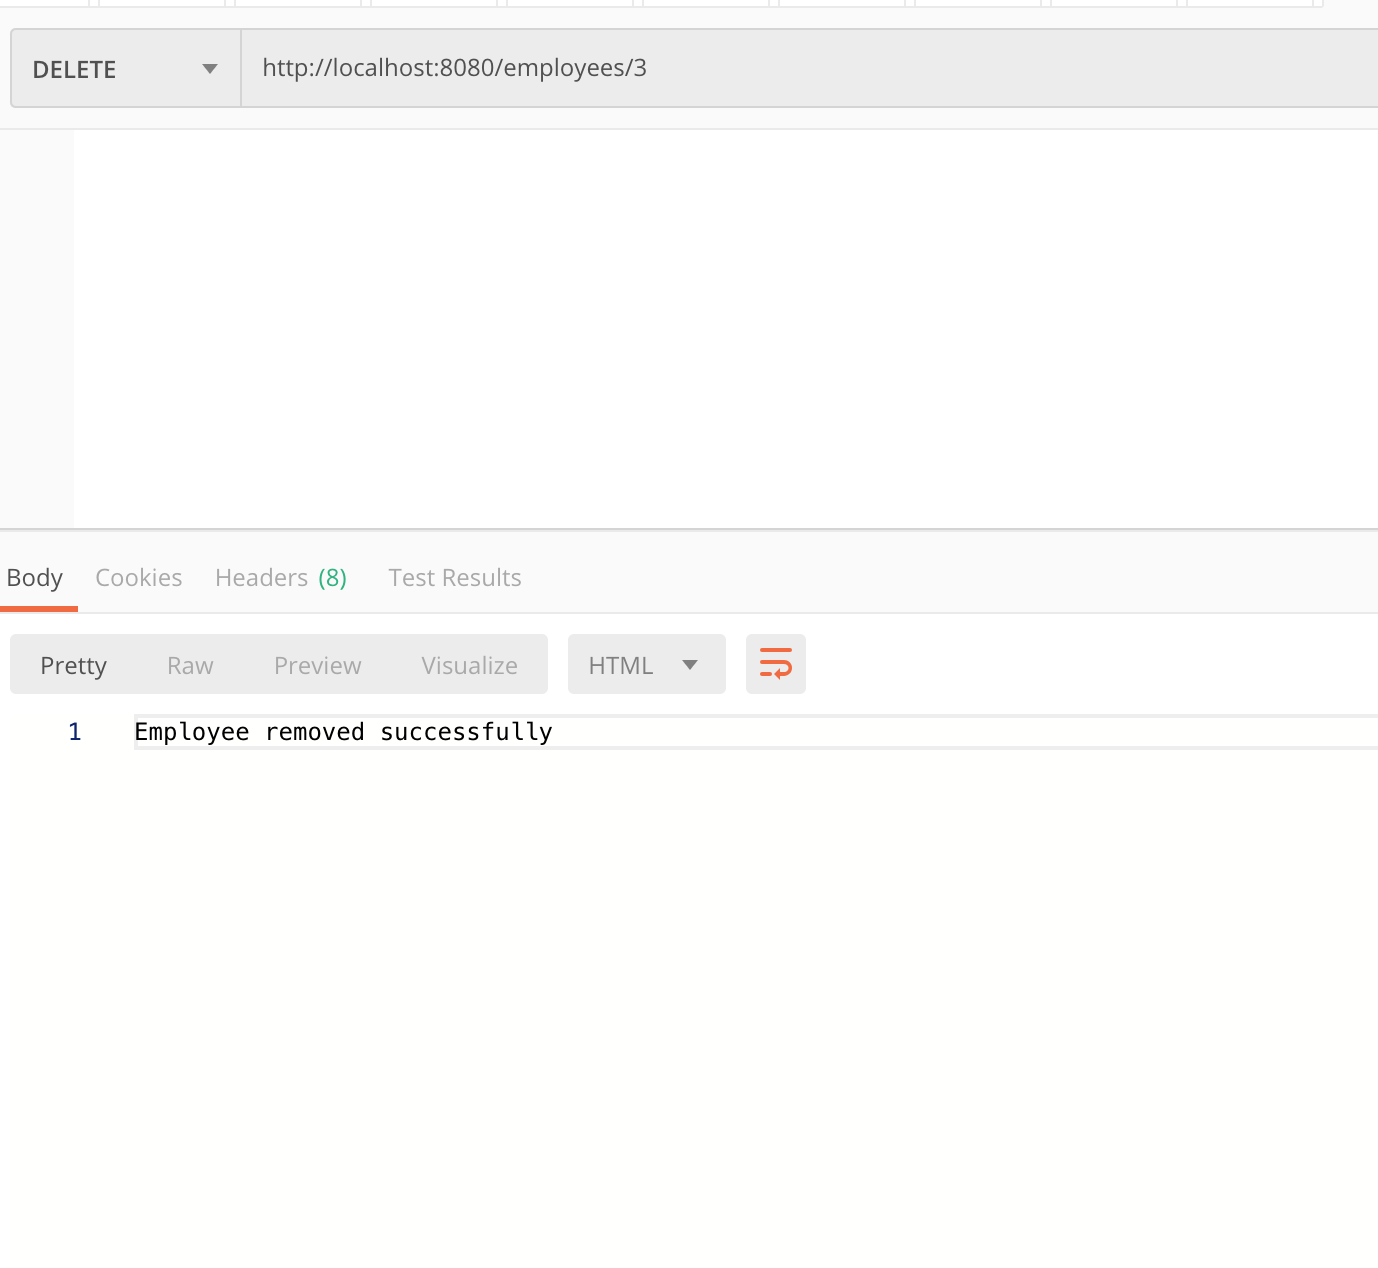 DELETE http://localhost:8080/employees/3
Body Cookies Headers (8) Test Results
Pretty Raw Preview Visualize HTML
1 Employee removed successfully